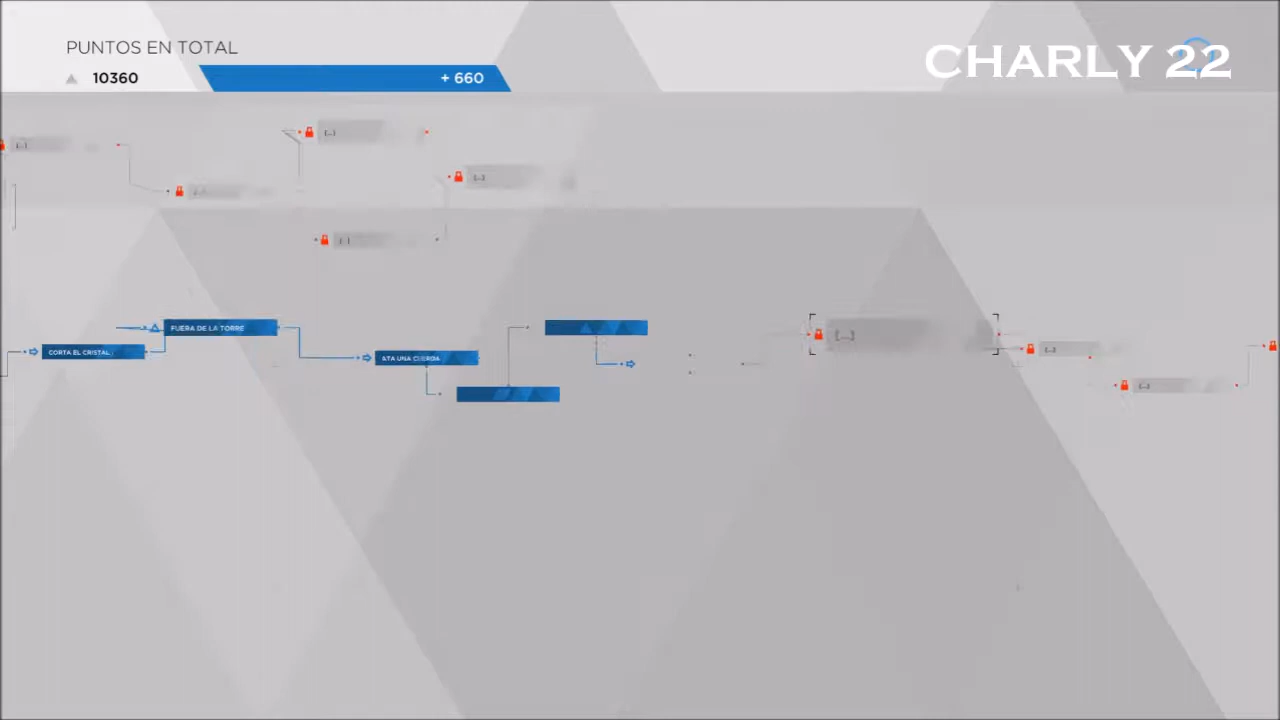 PUNTOS EN TOTAL
10360
+ 660
CHARLY 22
[...]
[...]
[...]
[...]
FUERA DE LA TORRE
CORTA EL CRISTAL
ATA UNA CUERDA
[...]
[...]
[...]